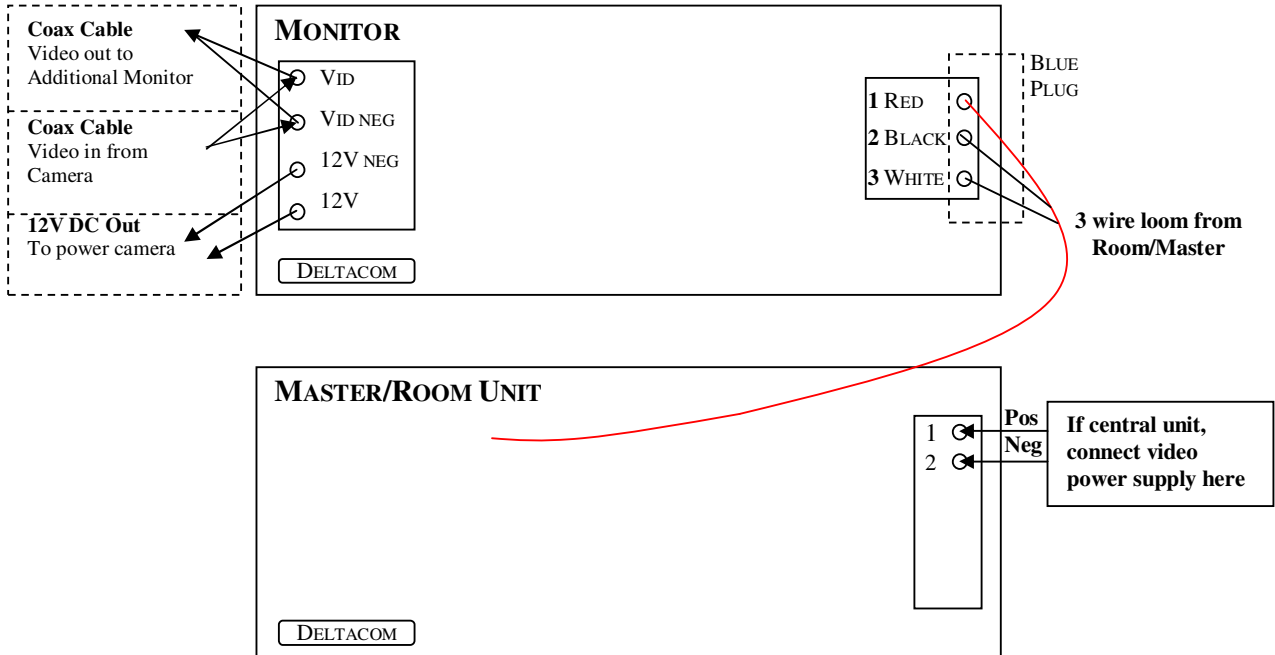 Coax Cable
Video out to
Additional Monitor
Coax Cable
Video in from
Camera
12V DC Out
To power camera
MONITOR
VID
VID NEG
12V NEG
12V
DELTACOM
1 RED
2 BLACK
3 WHITE
BLUE
PLUG
3 wire loom from
Room/Master
MASTER/ROOM UNIT
1
2
Pos
Neg
If central unit,
connect video
power supply here
DELTACOM